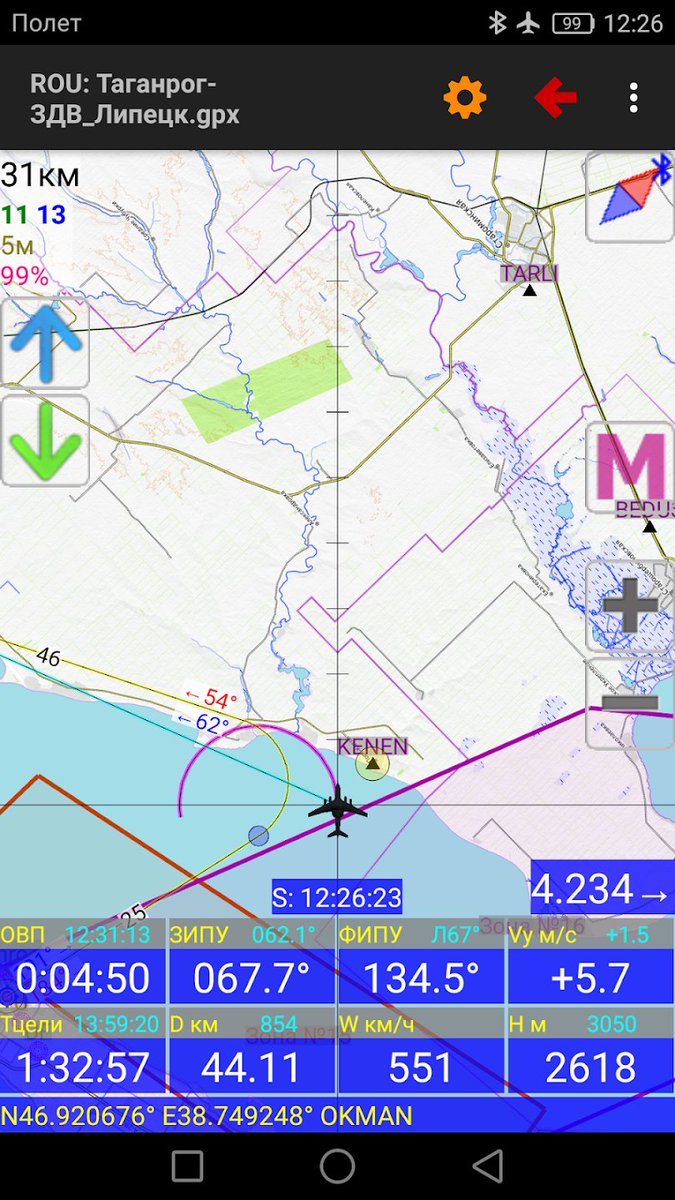 Полет
99
12:26
ROU: Таганрог-
ЗДВ_Липецк.gpx
31км
11 13
5м
99%
Староминская
TARLI
M
BEDU
46
←54°
←62°
KENEN
25
S: 12:26:23
4.234→
Зона №16
ОВП 12:31:13
0:04:50
ЗИПУ 062.1°
067.7°
ФИПУ Л67°
134.5°
Vy м/с +1.5
+5.7
Тцели 13:59:20
1:32:57
D км 854
44.11
W км/ч
551
Н м 3050
2618
N46.920676° E38.749248° OKMAN